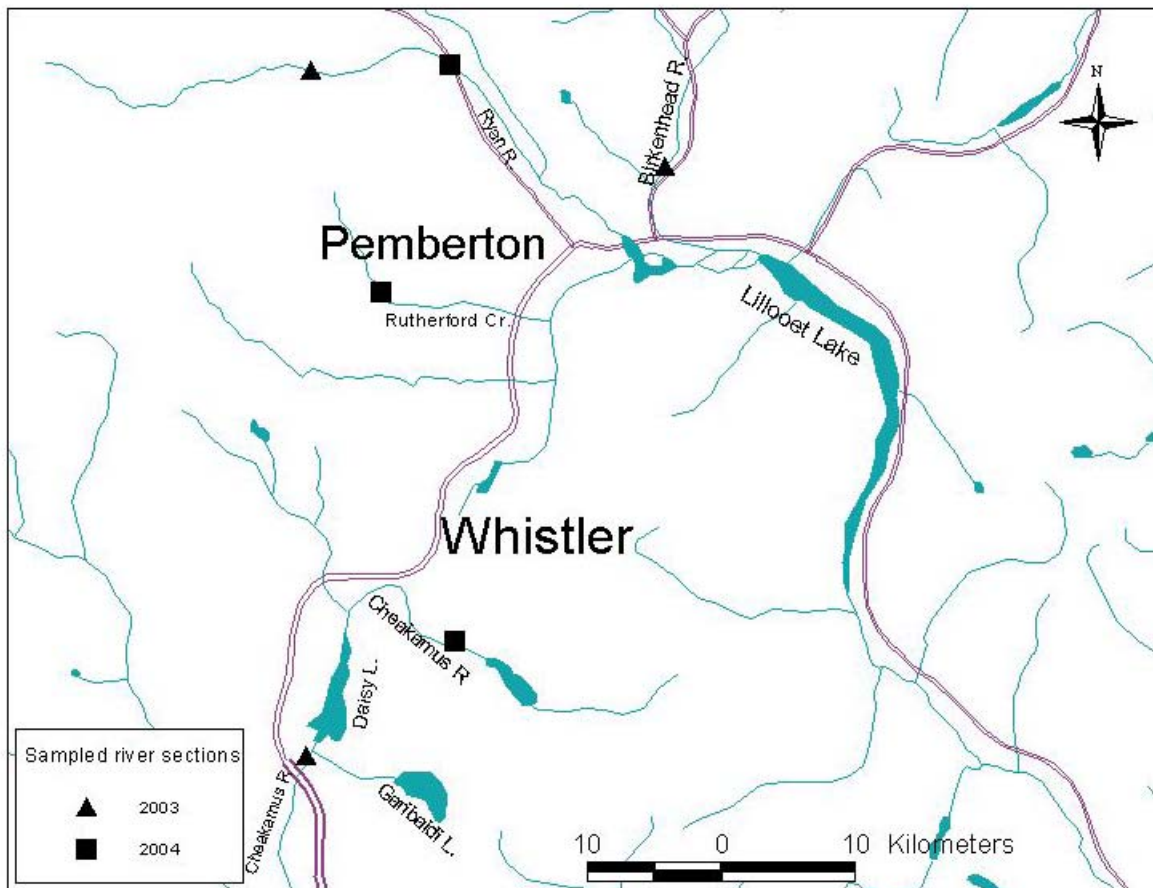 N
Ryan R.
Birkenhead R.
Pemberton
Rutherford Cr.
Lillooet Lake
Whistler
Cheakamus R
Daisy L.
Cheakamus R
Garibaldi L.
Sampled river sections
2003
2004
10 0 10 Kilometers